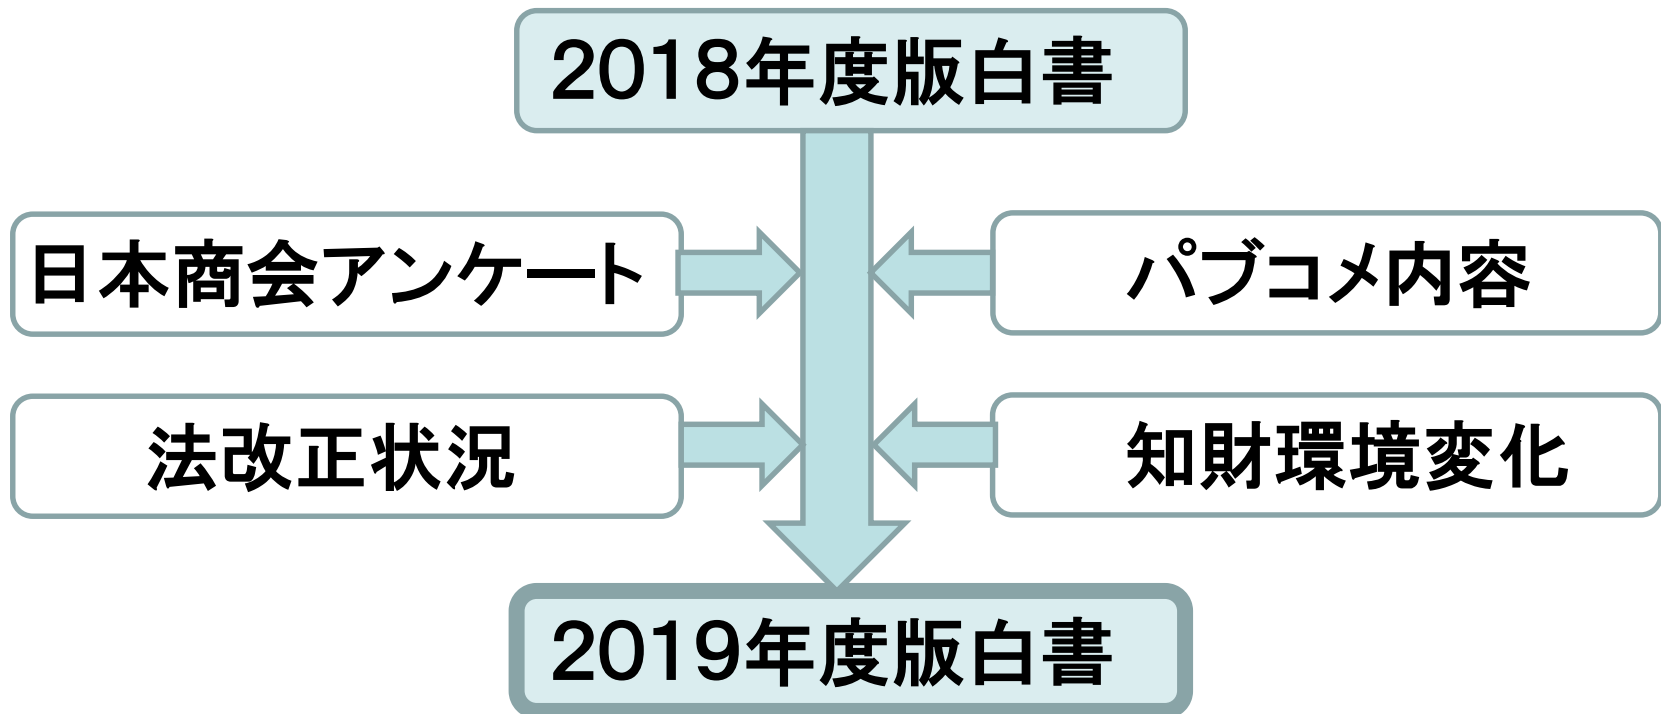 2018年度版白書
日本商会アンケート
パブコメ内容
法改正状況
知財環境変化
2019年度版白書